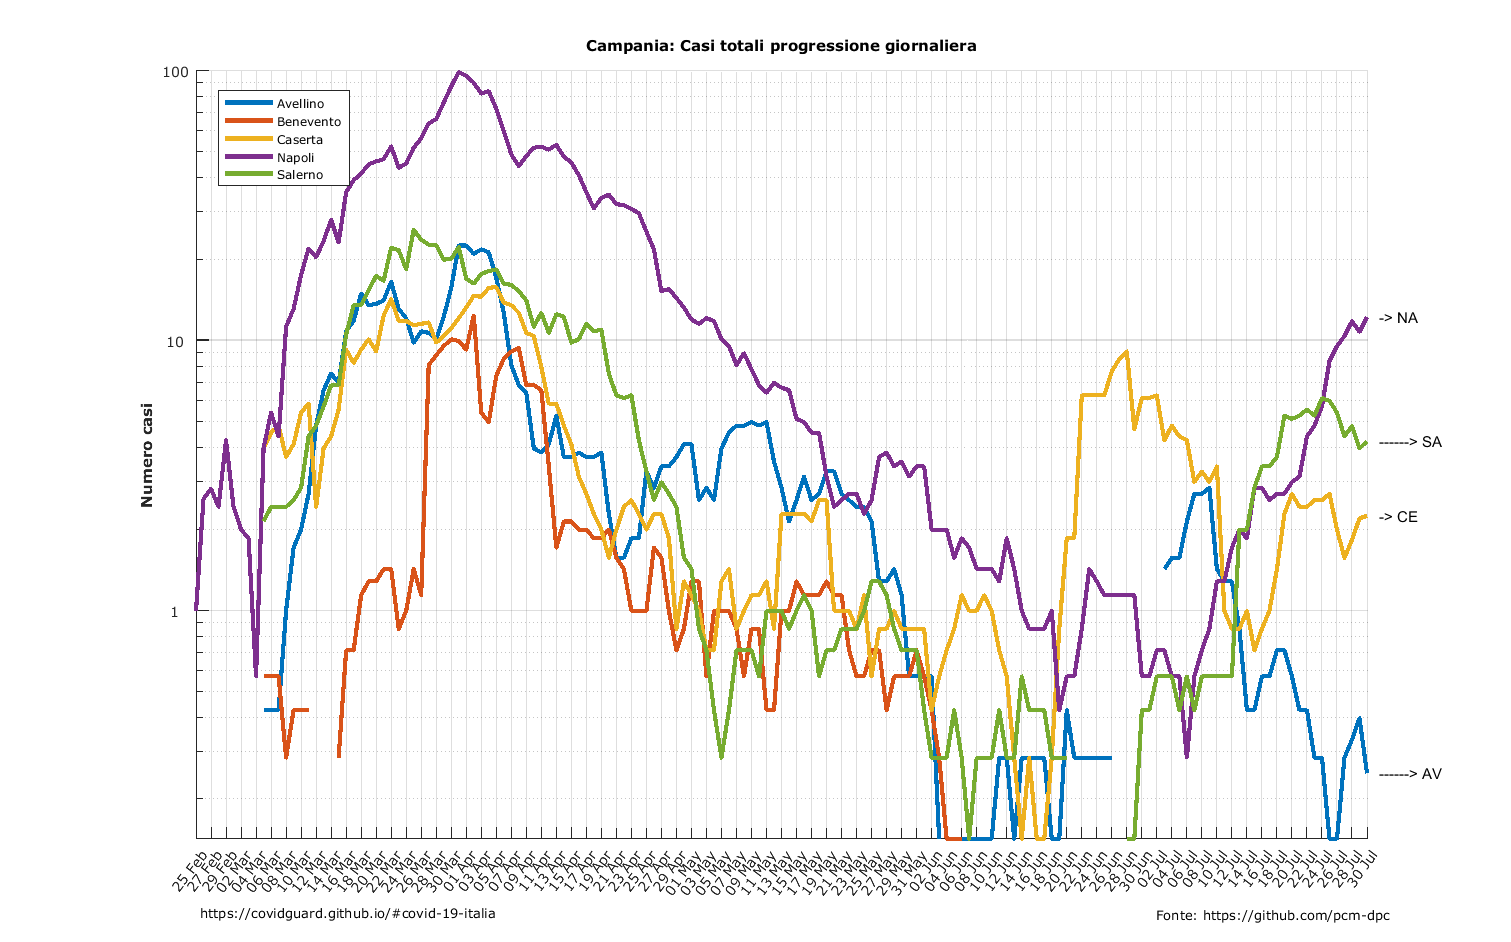 Campania: Casi totali progressione giornaliera
100
10
1
Numero casi
Avellino
Benevento
Caserta
Napoli
Salerno
-> NA
------> SA
-> CE
------> AV
25 Feb
27 Feb
29 Feb
02 Mar
04 Mar
06 Mar
08 Mar
10 Mar
12 Mar
14 Mar
16 Mar
18 Mar
20 Mar
22 Mar
24 Mar
26 Mar
28 Mar
30 Mar
01 Apr
03 Apr
05 Apr
07 Apr
09 Apr
11 Apr
13 Apr
15 Apr
17 Apr
19 Apr
21 Apr
23 Apr
25 Apr
27 Apr
29 Apr
01 May
03 May
05 May
07 May
09 May
11 May
13 May
15 May
17 May
19 May
21 May
23 May
25 May
27 May
29 May
31 May
02 Jun
04 Jun
06 Jun
08 Jun
10 Jun
12 Jun
14 Jun
16 Jun
18 Jun
20 Jun
22 Jun
24 Jun
26 Jun
28 Jun
30 Jun
02 Jul
04 Jul
06 Jul
08 Jul
10 Jul
12 Jul
14 Jul
16 Jul
18 Jul
20 Jul
22 Jul
24 Jul
26 Jul
28 Jul
30 Jul
https://covidguard.github.io/#covid-19-italia
Fonte: https://github.com/pcm-dpc